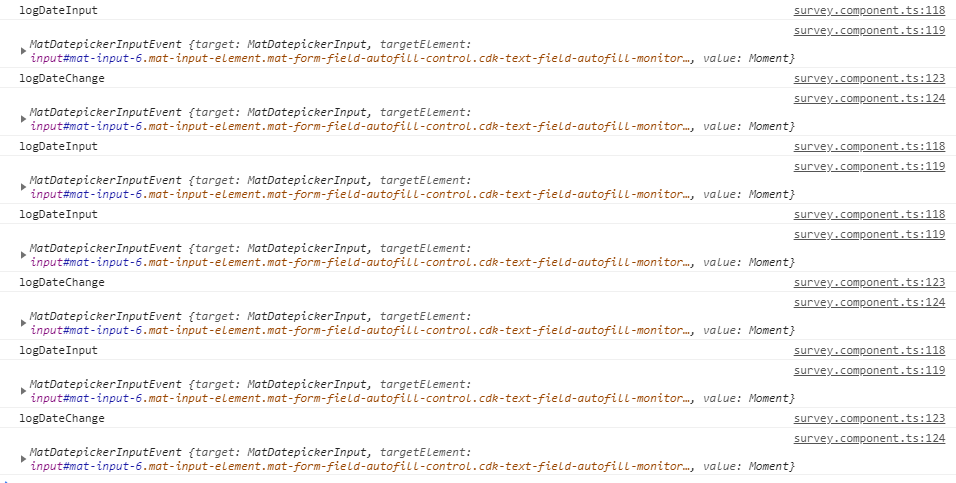 logDateInput survey.component.ts:118
survey.component.ts:119
MatDatepickerInputEvent {target: MatDatepickerInput, targetElement:
input#mat-input-6.mat-input-element.mat-form-field-autofill-control.cdk-text-field-autofill-monitor…, value: Moment}
logDateChange survey.component.ts:123
survey.component.ts:124
MatDatepickerInputEvent {target: MatDatepickerInput, targetElement:
input#mat-input-6.mat-input-element.mat-form-field-autofill-control.cdk-text-field-autofill-monitor…, value: Moment}
logDateInput survey.component.ts:118
survey.component.ts:119
MatDatepickerInputEvent {target: MatDatepickerInput, targetElement:
input#mat-input-6.mat-input-element.mat-form-field-autofill-control.cdk-text-field-autofill-monitor…, value: Moment}
logDateInput survey.component.ts:118
survey.component.ts:119
MatDatepickerInputEvent {target: MatDatepickerInput, targetElement:
input#mat-input-6.mat-input-element.mat-form-field-autofill-control.cdk-text-field-autofill-monitor…, value: Moment}
logDateChange survey.component.ts:123
survey.component.ts:124
MatDatepickerInputEvent {target: MatDatepickerInput, targetElement:
input#mat-input-6.mat-input-element.mat-form-field-autofill-control.cdk-text-field-autofill-monitor…, value: Moment}
logDateInput survey.component.ts:118
survey.component.ts:119
MatDatepickerInputEvent {target: MatDatepickerInput, targetElement:
input#mat-input-6.mat-input-element.mat-form-field-autofill-control.cdk-text-field-autofill-monitor…, value: Moment}
logDateChange survey.component.ts:123
survey.component.ts:124
MatDatepickerInputEvent {target: MatDatepickerInput, targetElement:
input#mat-input-6.mat-input-element.mat-form-field-autofill-control.cdk-text-field-autofill-monitor…, value: Moment}